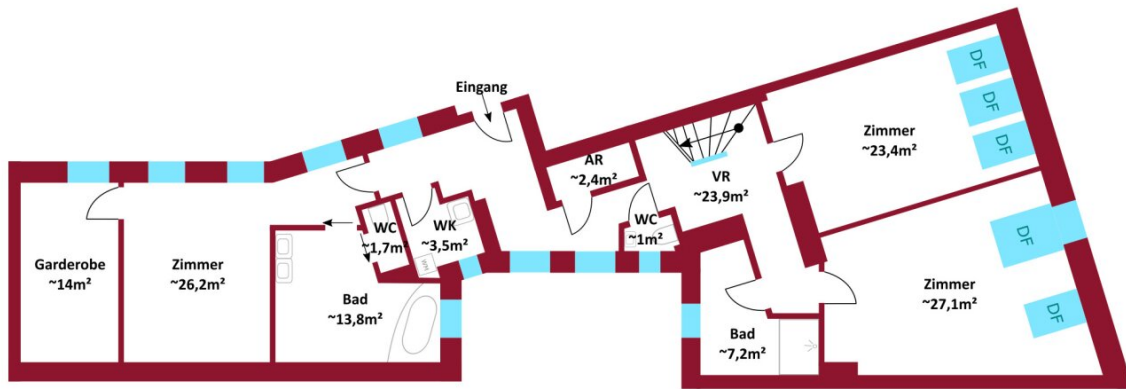 Eingang
DF
DF
DF
Zimmer
~23,4m²
AR
~2,4m²
VR
~23,9m²
WC
~1m²
WC
~1,7m²
WK
~3,5m²
WM
Garderobe
~14m²
Zimmer
~26,2m²
Bad
~13,8m²
DF
Zimmer
~27,1m²
DF
Bad
~7,2m²